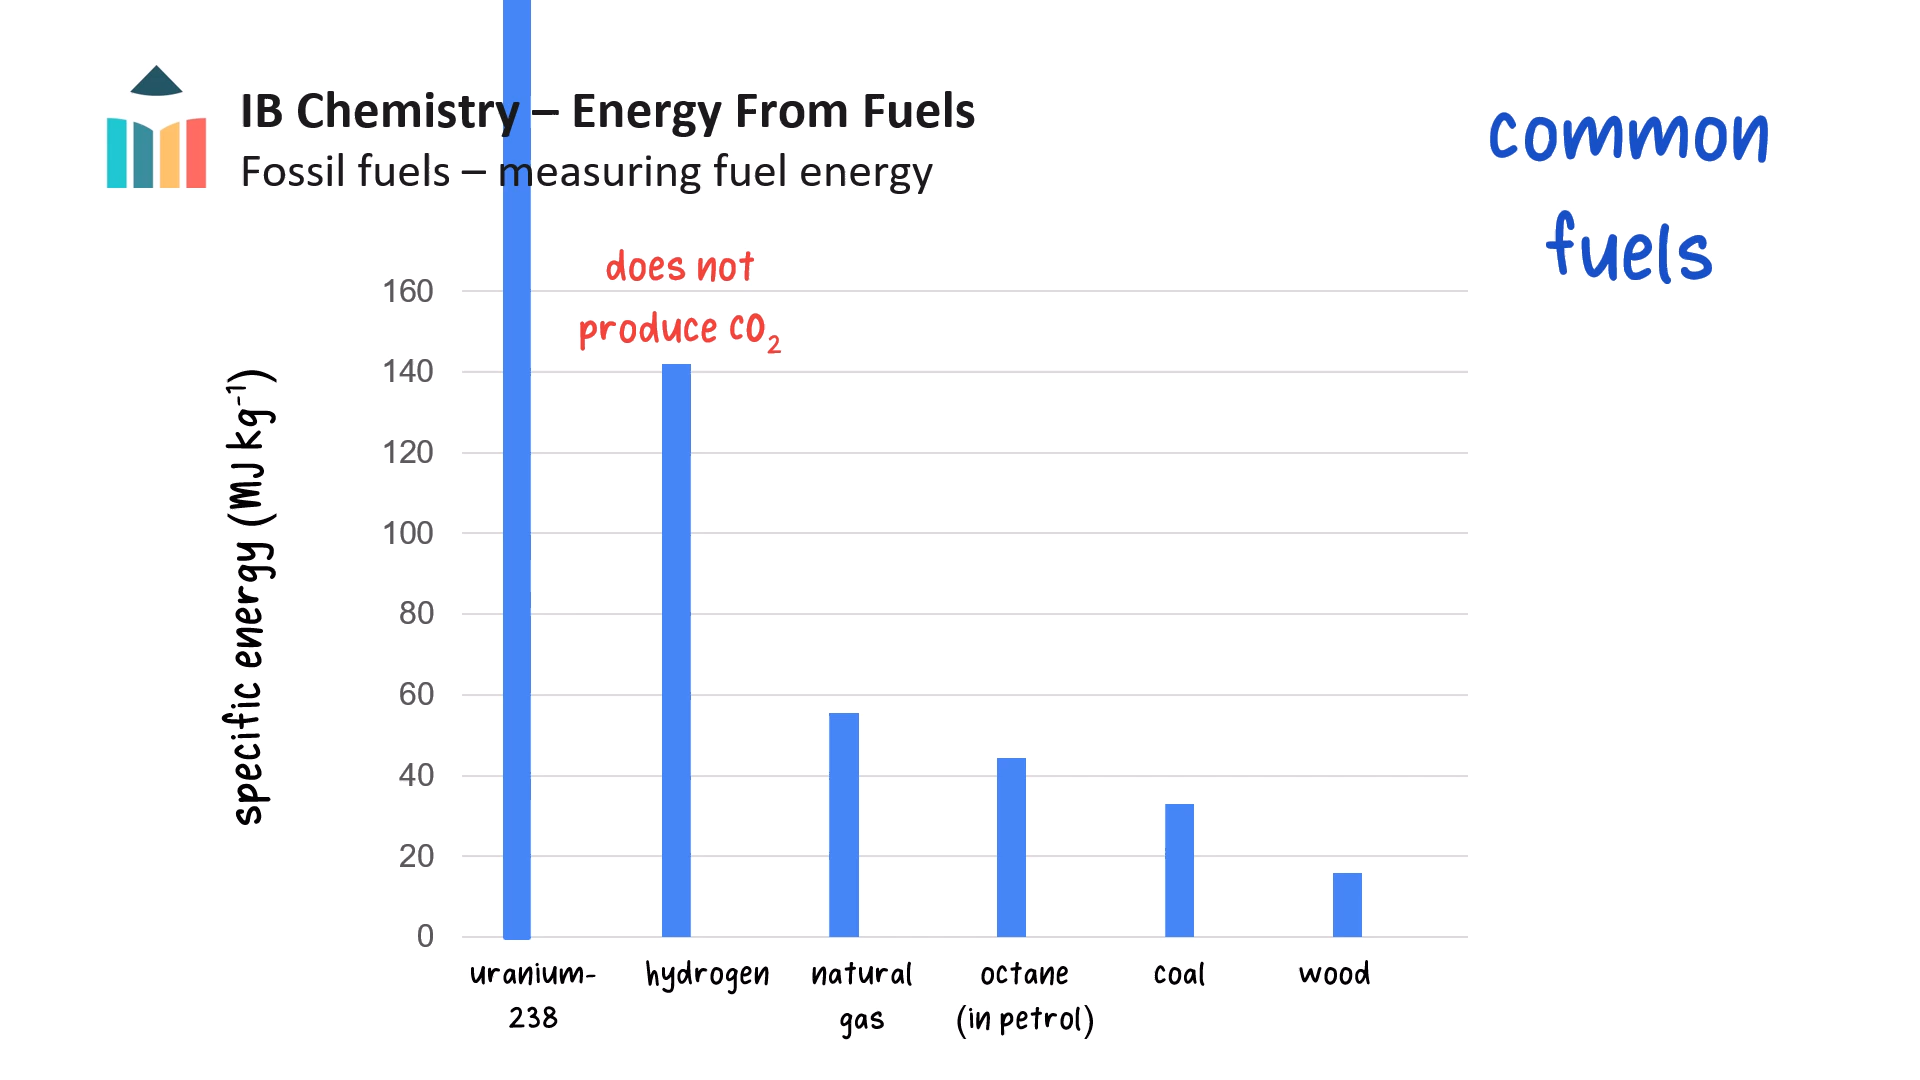 IB Chemistry – Energy From Fuels
Fossil fuels – measuring fuel energy
common
fuels
does not
produce CO₂
specific energy (MJ kg⁻¹)
160
140
120
100
80
60
40
20
0
uranium-
238
hydrogen
natural
gas
octane
(in petrol)
coal
wood